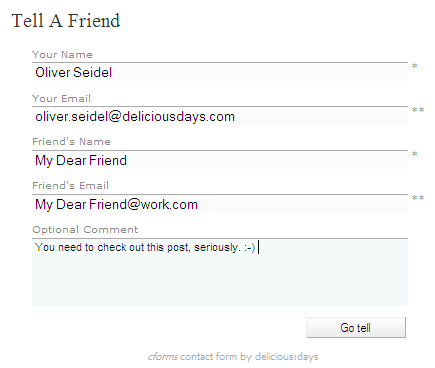 Tell A Friend
Your Name
Oliver Seidel *
Your Email
oliver.seidel@deliciousdays.com **
Friend's Name
My Dear Friend *
Friend's Email
My Dear Friend@work.com **
Optional Comment
You need to check out this post, seriously. :-)
Go tell
cforms contact form by delicious:days